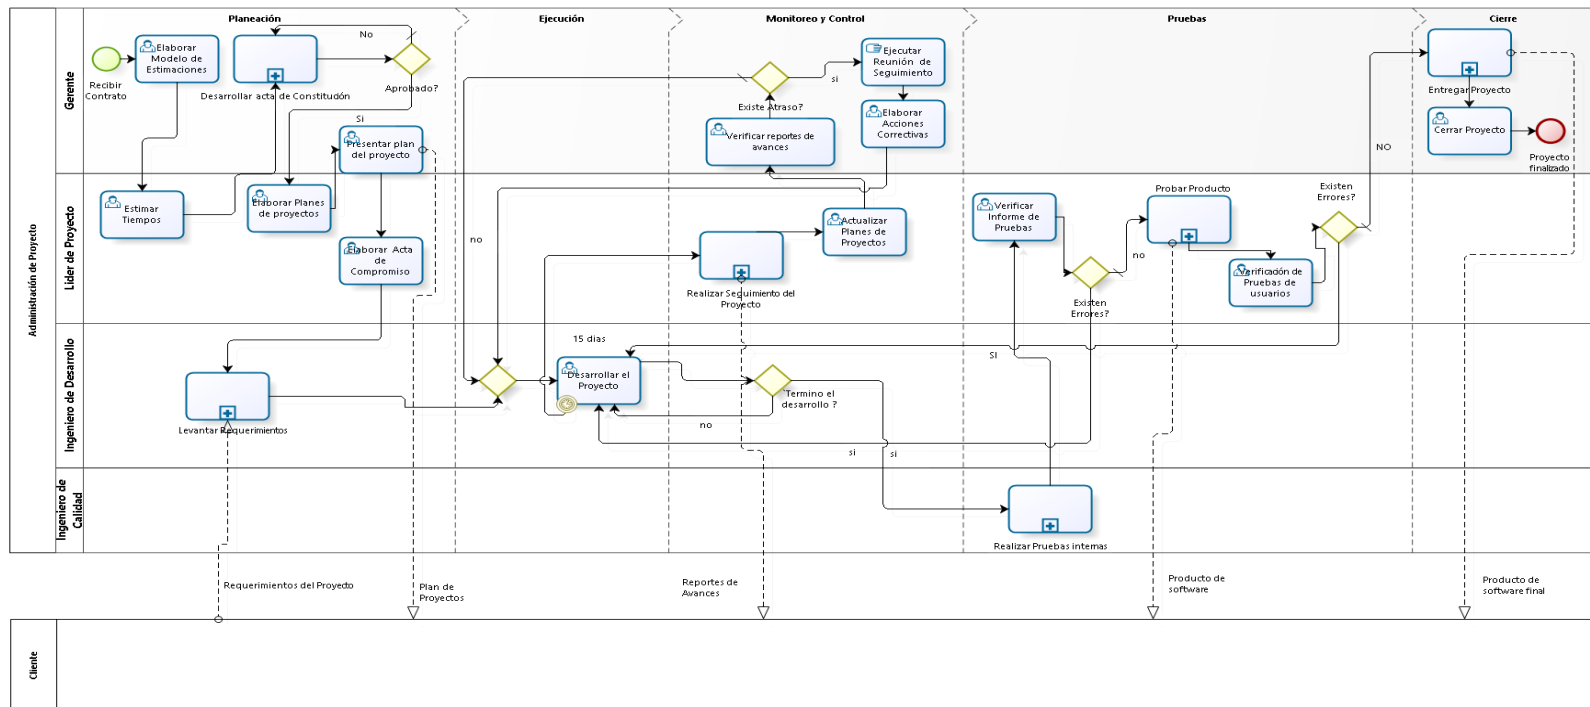 Planeación
Ejecución
Monitoreo y Control
Pruebas
Cierre
Administración de Proyecto
Gerente
Recibir
Contrato
Elaborar
Modelo de
Estimaciones
No
Desarrollar acta de Constitudón
Aprobado?
Si
Presentar plan
del proyecto
Existe Atraso?
si
Ejecutar
Reunión de
Seguimiento
Elaborar
Acciones
Correctivas
Verificar reportes de
avances
NO
Entregar Proyecto
Cerrar Proyecto
Proyecto
finalizado
Lider de Proyecto
Estimar
Tiempos
Elaborar Planes
de proyectos
Elaborar Acta
de
Compromiso
no
Realizar Seguimiento del
Proyecto
Actualizar
Planes de
Proyectos
Verificar
Informe de
Pruebas
Existen
Errores?
no
Probar Producto
Verificación de
Pruebas de
usuarios
Existen
Errores?
Ingeniero de Desarrollo
Levantar Requerimientos
15 dias
Desarrollar el
Proyecto
Termino el
desarrollo ?
no
si
si
SI
Ingeniero de
Calidad
Realizar Pruebas internas
Requerimientos del Proyecto
Plan de
Proyectos
Reportes de
Avances
Producto de
software
Producto de
software final
Cliente